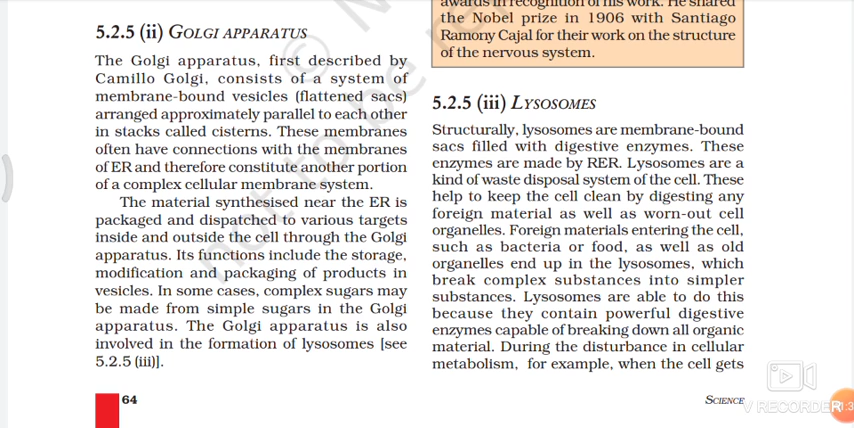 5.2.5 (ii) GOLGI APPARATUS
The Golgi apparatus, first described by
Camillo Golgi, consists of a system of
membrane-bound vesicles (flattened sacs)
arranged approximately parallel to each other
in stacks called cisterns. These membranes
often have connections with the membranes
of ER and therefore constitute another portion
of a complex cellular membrane system.
The material synthesised near the ER is
packaged and dispatched to various targets
inside and outside the cell through the Golgi
apparatus. Its functions include the storage,
modification and packaging of products in
vesicles. In some cases, complex sugars may
be made from simple sugars in the Golgi
apparatus. The Golgi apparatus is also
involved in the formation of lysosomes [see
5.2.5 (iii)].
64
awards in recognition of his work. He shared
the Nobel prize in 1906 with Santiago
Ramony Cajal for their work on the structure
of the nervous system.
5.2.5 (iii) LYSOSOMES
Structurally, lysosomes are membrane-bound
sacs filled with digestive enzymes. These
enzymes are made by RER. Lysosomes are a
kind of waste disposal system of the cell. These
help to keep the cell clean by digesting any
foreign material as well as worn-out cell
organelles. Foreign materials entering the cell,
such as bacteria or food, as well as old
organelles end up in the lysosomes, which
break complex substances into simpler
substances. Lysosomes are able to do this
because they contain powerful digestive
enzymes capable of breaking down all organic
material. During the disturbance in cellular
metabolism, for example, when the cell gets
SCIENCE
©
not to be re
V RECORDER